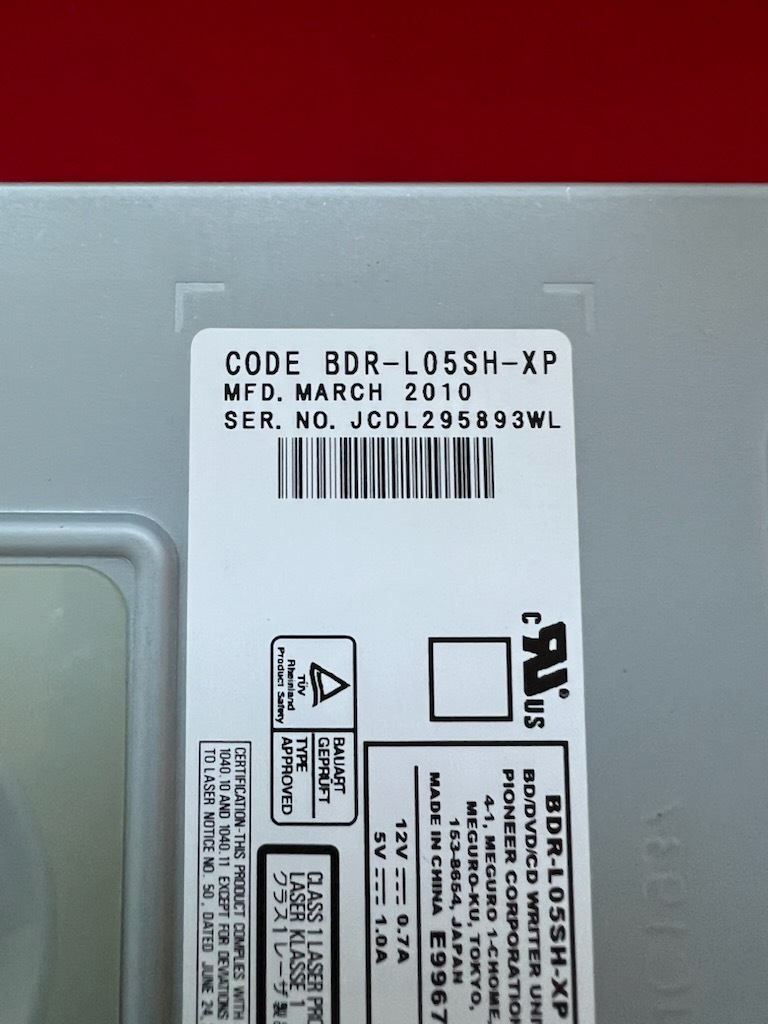 CODE BDR-L05SH-XP
MFD. MARCH 2010
SER. NO. JCDL295893WL
c RU ® US
TÜV
Rheinland
Product Safety
BAUART
GEPRÜFT
TYPE
APPROVED
BDR-L05SH-XP
BD/DVD/CD WRITER UNI
PIONEER CORPORATION
4-1, MEGURO 1-CHOME,
MEGURO-KU, TOKYO,
153-8654, JAPAN
MADE IN CHINA E9967
12V ⎓ 0.7A
5V ⎓ 1.0A
CLASS 1 LASER PRO
LASER KLASSE 1
クラス1レーザ製
CERTIFICATION-THIS PRODUCT COMPLIES WITH
1040.10 AND 1040.11 EXCEPT FOR DEVIATIONS
TO LASER NOTICE NO. 50, DATED JUNE 24,